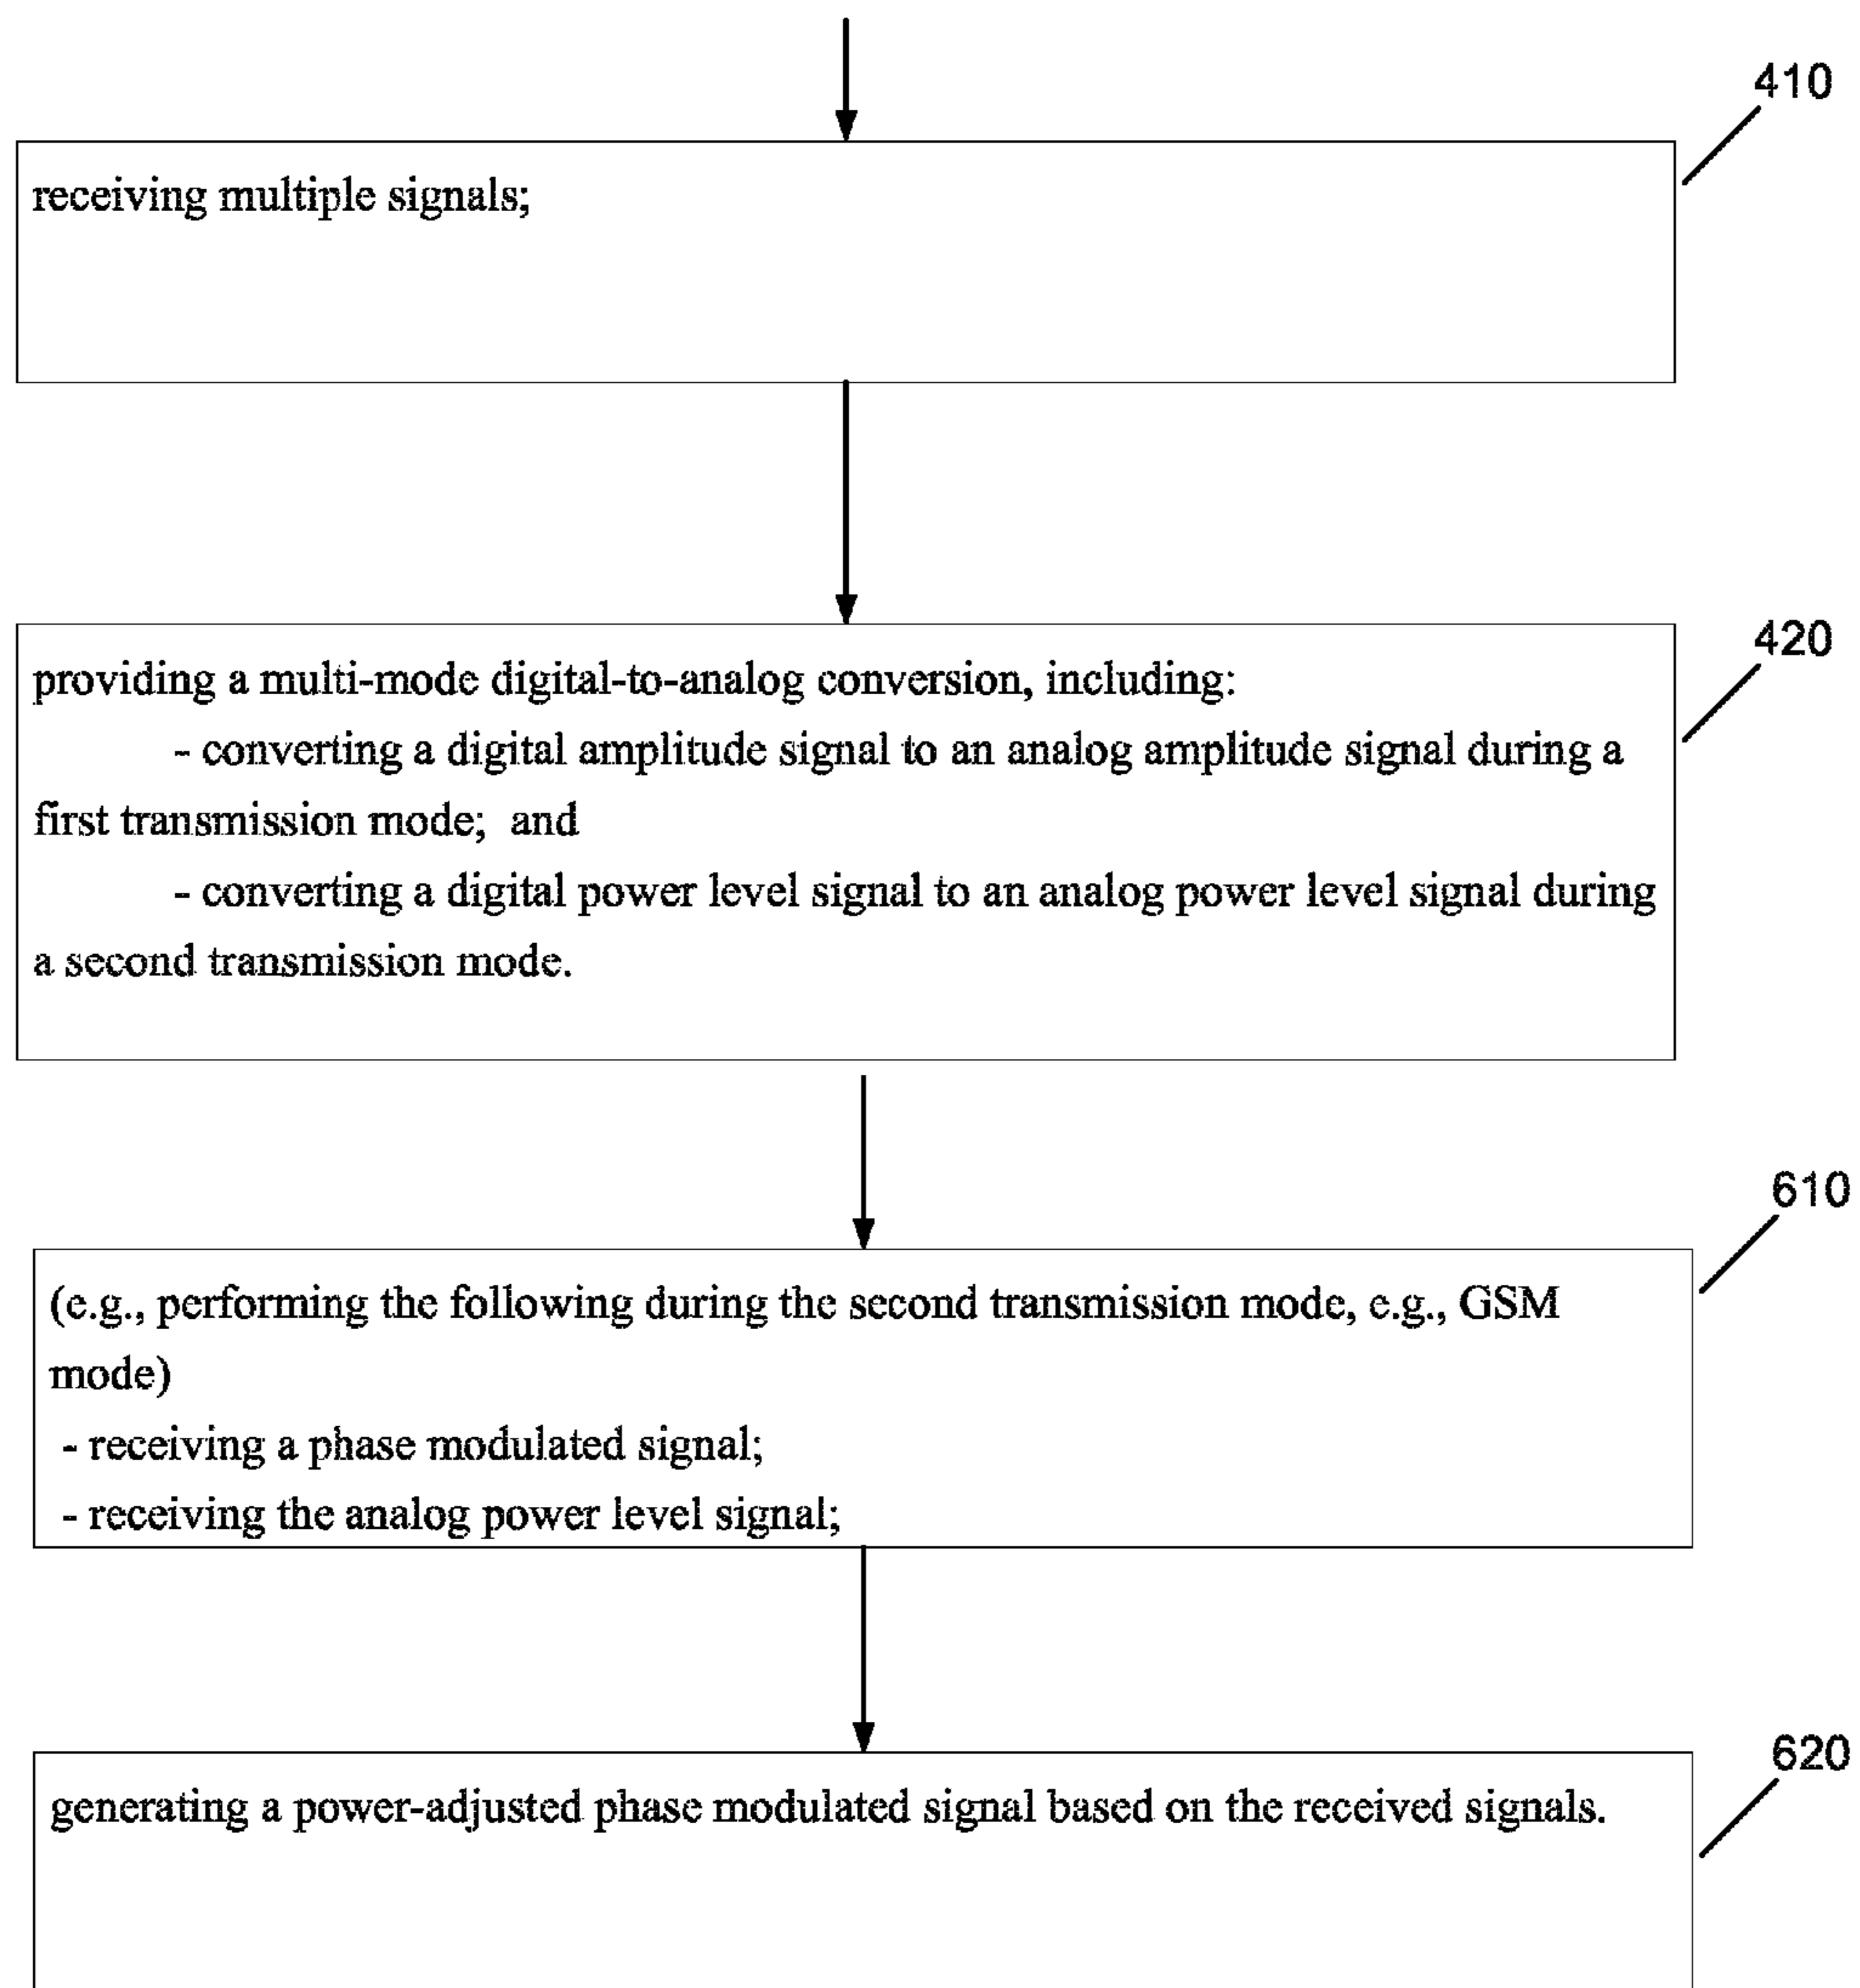 410
receiving multiple signals;
420
providing a multi-mode digital-to-analog conversion, including:
- converting a digital amplitude signal to an analog amplitude signal during a
first transmission mode; and
- converting a digital power level signal to an analog power level signal during
a second transmission mode.
610
(e.g., performing the following during the second transmission mode, e.g., GSM
mode)
- receiving a phase modulated signal;
- receiving the analog power level signal;
620
generating a power-adjusted phase modulated signal based on the received signals.